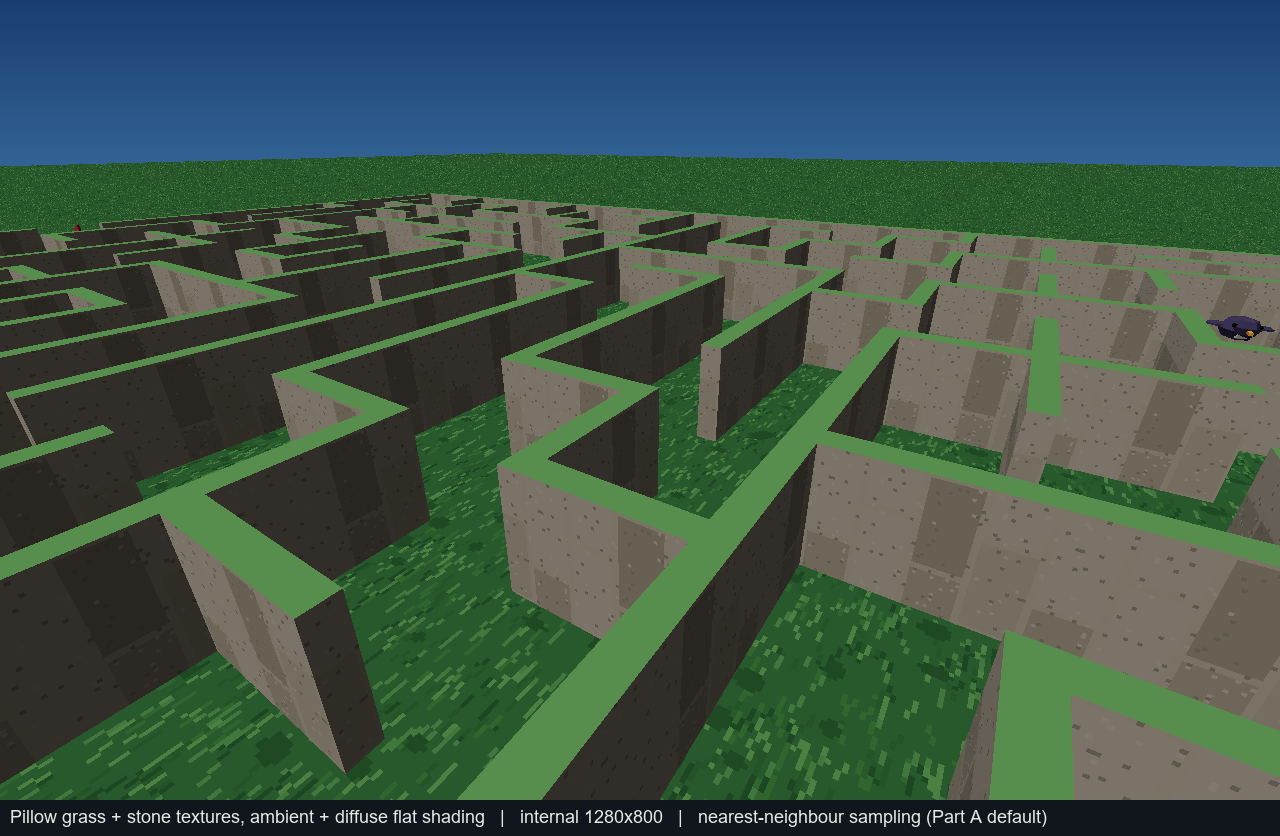 Pillow grass + stone textures, ambient + diffuse flat shading | internal 1280x800 | nearest-neighbour sampling (Part A default)